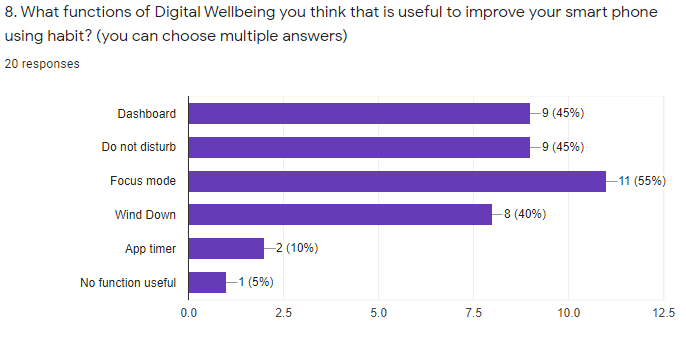 8. What functions of Digital Wellbeing you think that is useful to improve your smart phone
using habit? (you can choose multiple answers)
20 responses
Dashboard
9 (45%)
Do not disturb
9 (45%)
Focus mode
11 (55%)
Wind Down
8 (40%)
App timer
2 (10%)
No function useful
1 (5%)
0.0 2.5 5.0 7.5 10.0 12.5